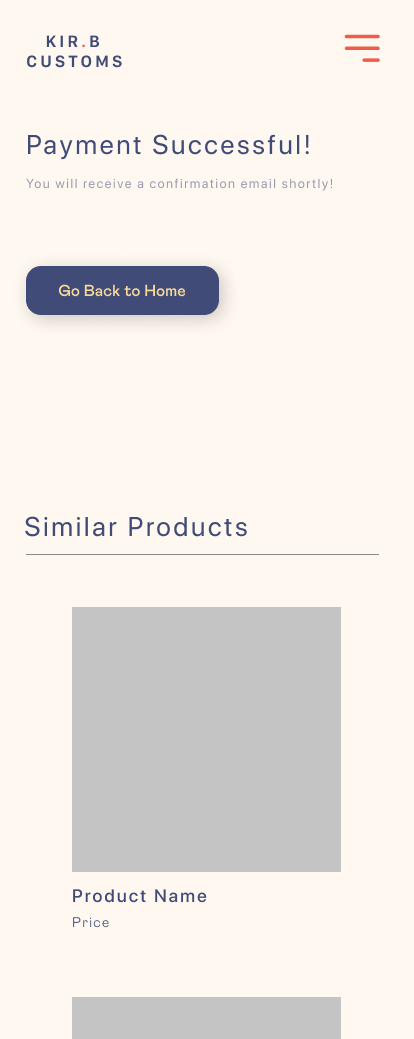 KIR.B
CUSTOMS
Payment Successful!
You will receive a confirmation email shortly!
Go Back to Home
Similar Products
Product Name
Price